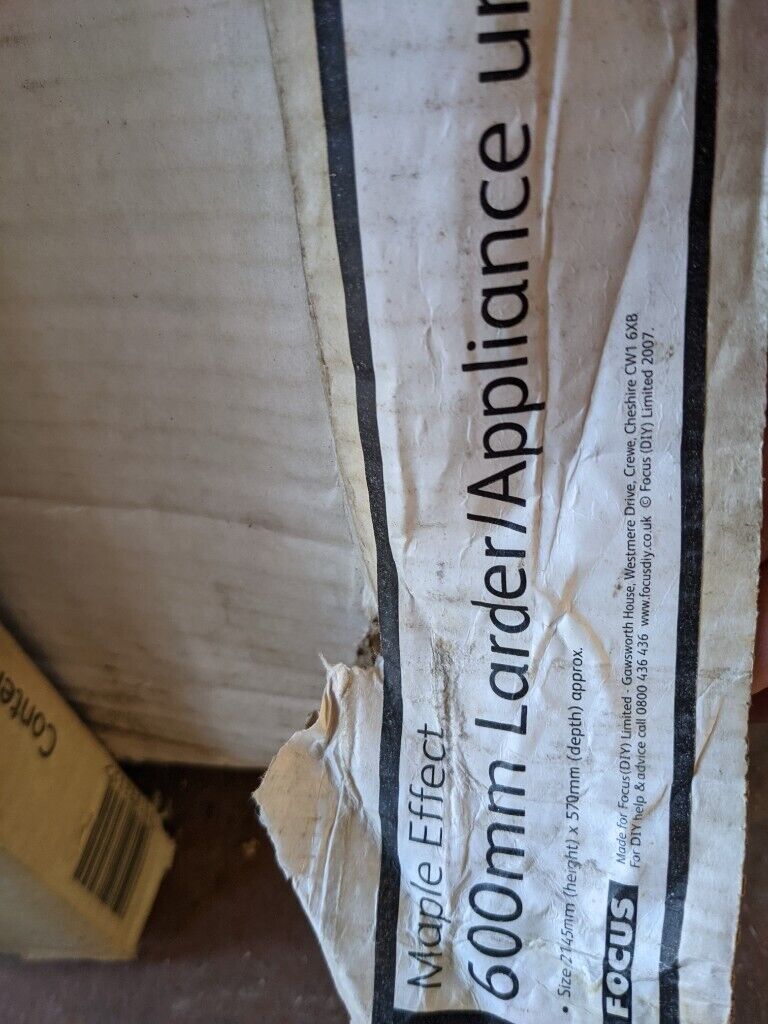 Maple Effect
600mm Larder/Appliance un
• Size 2145mm (height) x 570mm (depth) approx.
FOCUS
Made for Focus (DIY) Limited - Gawsworth House, Westmere Drive, Crewe, Cheshire CW1 6XB
For DIY help & advice call 0800 436 436 www.focusdiy.co.uk © Focus (DIY) Limited 2007.
Conte